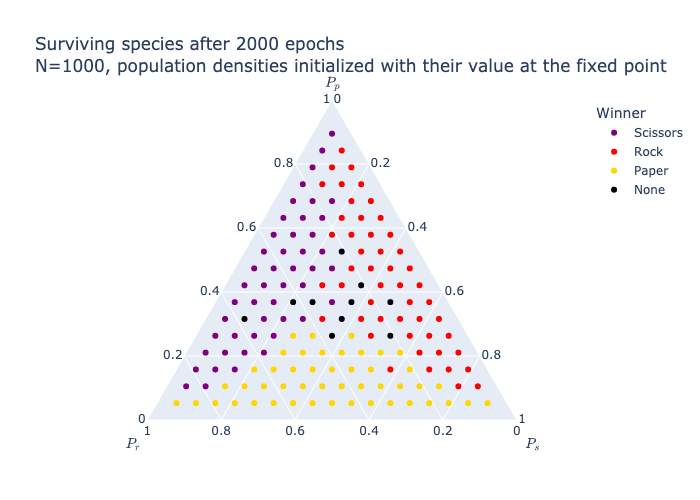 Surviving species after 2000 epochs
N=1000, population densities initialized with their value at the fixed point
P_p
1 0
Winner
Scissors
Rock
Paper
None
0.8 0.2
0.6 0.4
0.4 0.6
0.2 0.8
0 1
1 0.8 0.6 0.4 0.2 0
P_r P_s